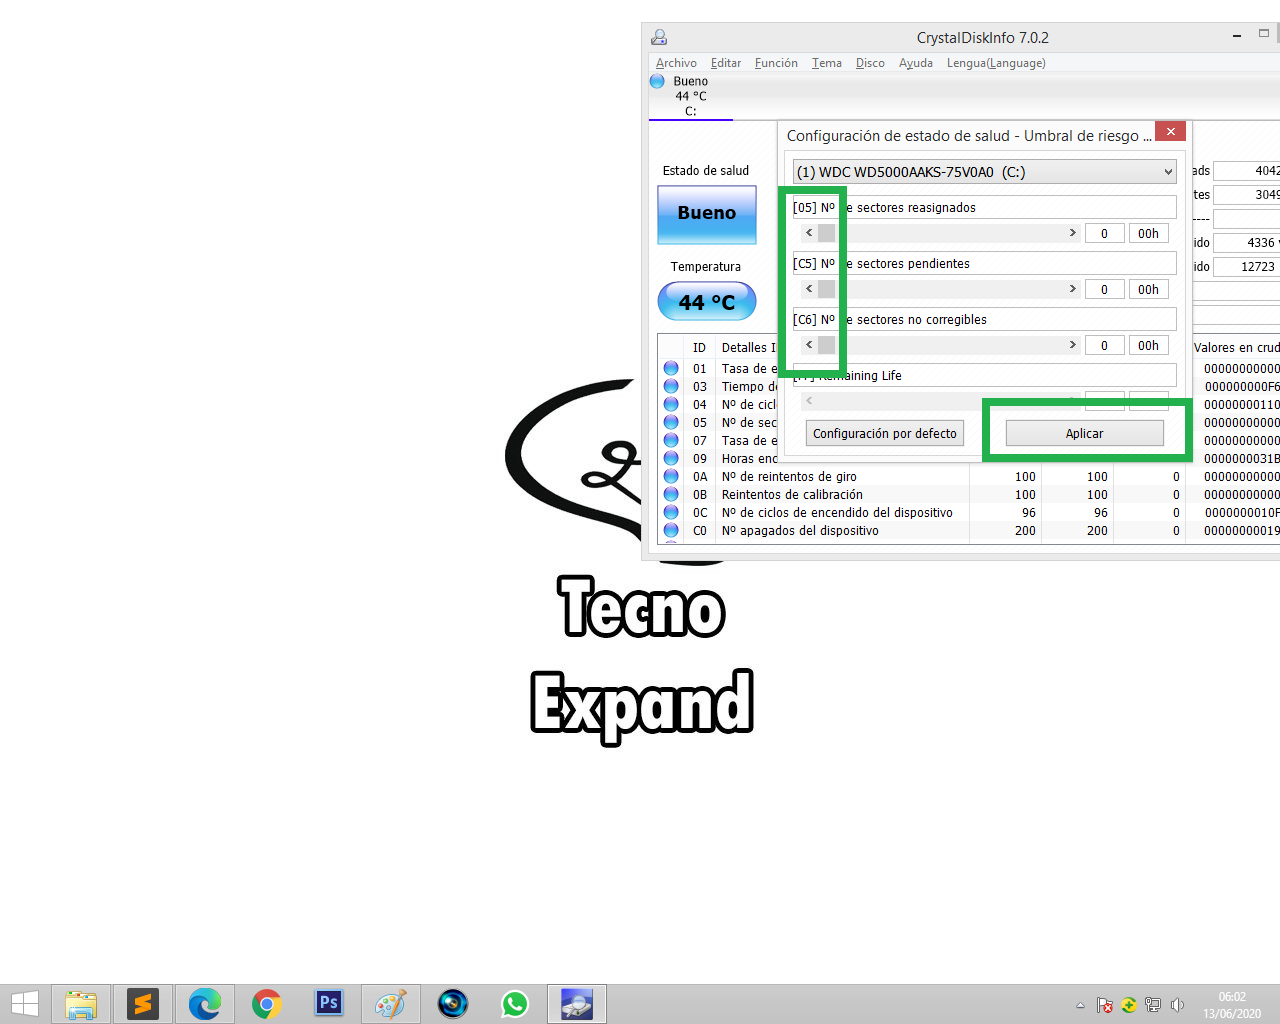 CrystalDiskInfo 7.0.2
Archivo Editar Función Tema Disco Ayuda Lengua(Language)
Bueno
44 °C
C:
Configuración de estado de salud - Umbral de riesgo ...
Estado de salud
Bueno
Temperatura
44 °C
(1) WDC WD5000AAKS-75V0A0 (C:)
[05] Nº de sectores reasignados
0 00h
[C5] Nº de sectores pendientes
0 00h
[C6] Nº de sectores no corregibles
0 00h
Remaining Life
Configuración por defecto
Aplicar
ads 4042
tes 3049
----
ido 4336
ido 12723
ID Detalles Valores en crud
01 Tasa de e 00000000000
03 Tiempo de 000000000F6
04 Nº de cicl 00000000110
05 Nº de sec 00000000000
07 Tasa de e 00000000000
09 Horas enc 0000000031B
0A Nº de reintentos de giro 100 100 0 00000000000
0B Reintentos de calibración 100 100 0 00000000000
0C Nº de ciclos de encendido del dispositivo 96 96 0 0000000010F
C0 Nº apagados del dispositivo 200 200 0 00000000019
Tecno
Expand
Ps
06:02
13/06/2020